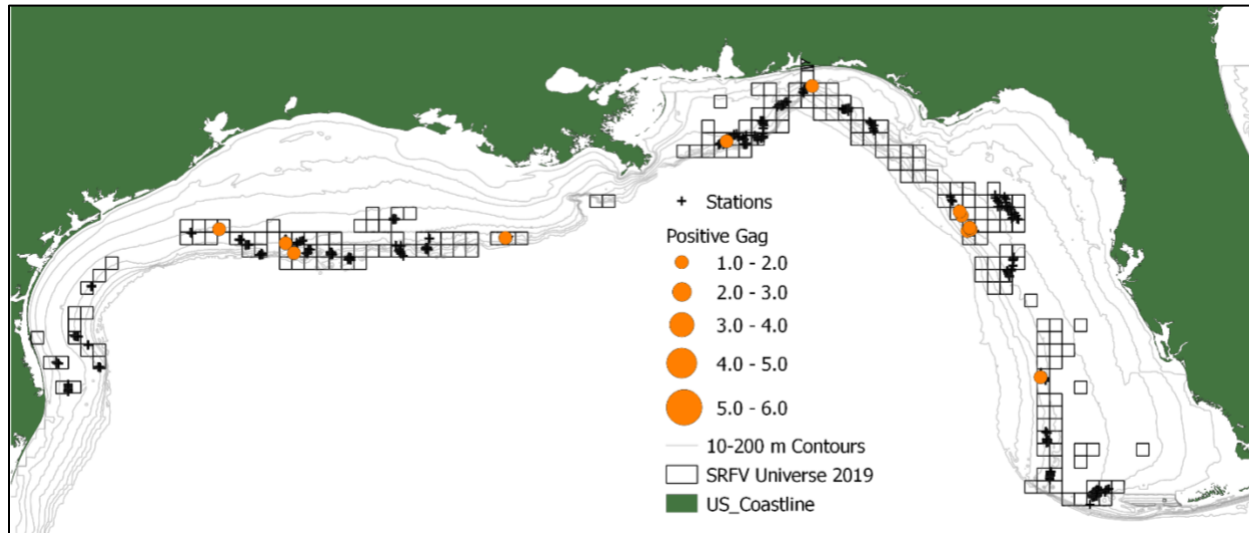 Stations
Positive Gag
1.0 - 2.0
2.0 - 3.0
3.0 - 4.0
4.0 - 5.0
5.0 - 6.0
10-200 m Contours
SRFV Universe 2019
US_Coastline